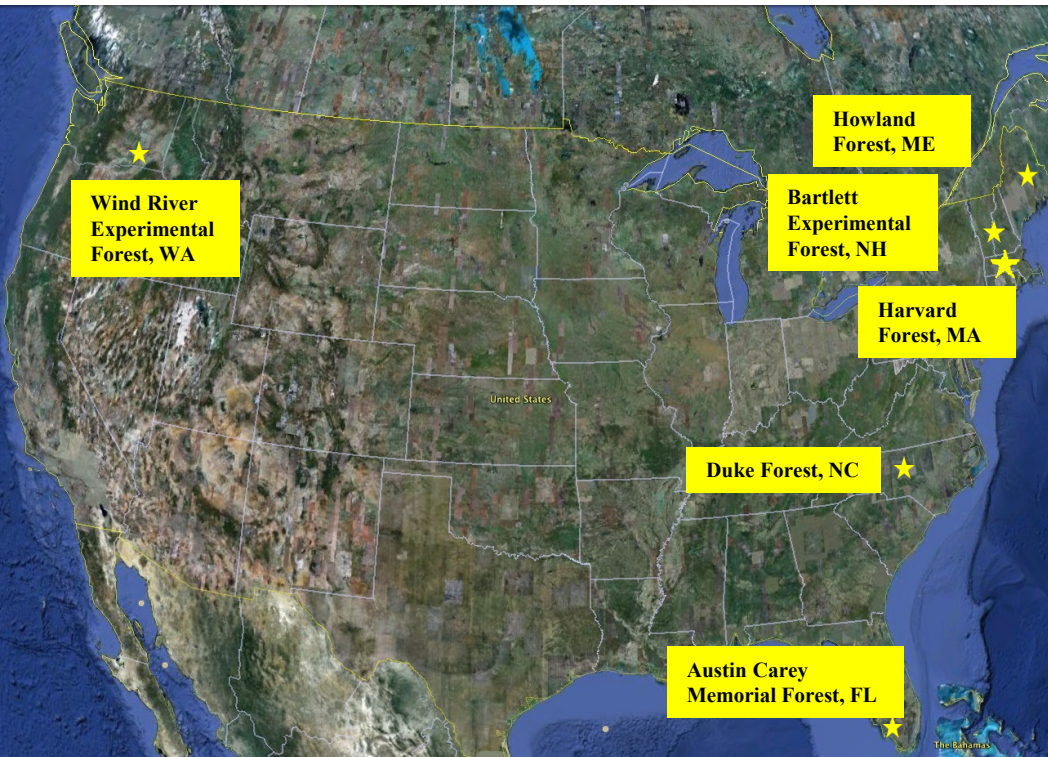 Howland
Forest, ME
Bartlett
Experimental
Forest, NH
Wind River
Experimental
Forest, WA
Harvard
Forest, MA
United States
Duke Forest, NC
Austin Carey
Memorial Forest, FL
The Bahamas